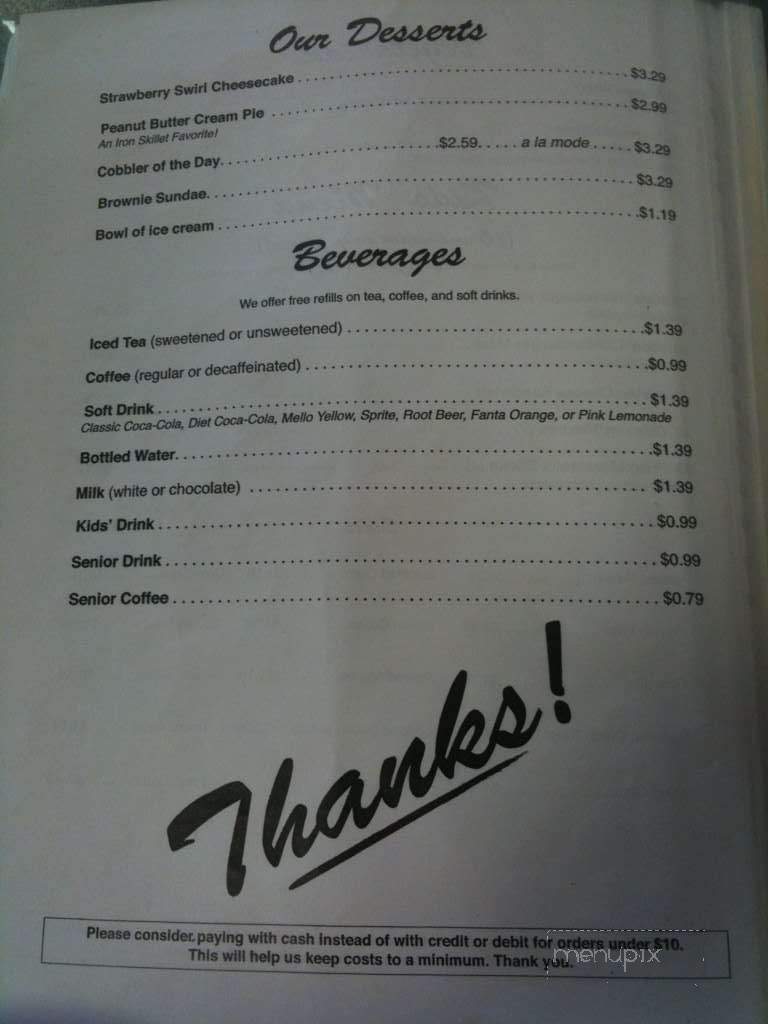 Our Desserts
Strawberry Swirl Cheesecake . . . . . . . . . . . . . . . . . . . . . . . . . . . . . . . . . . . . . . . $3.29
Peanut Butter Cream Pie . . . . . . . . . . . . . . . . . . . . . . . . . . . . . . . . . . . . . . . . . . $2.99
An Iron Skillet Favorite!
Cobbler of the Day. . . . . . . . . . . . . . . . . . . . . . . . . .$2.59. . . . . a la mode . . . . . $3.29
Brownie Sundae. . . . . . . . . . . . . . . . . . . . . . . . . . . . . . . . . . . . . . . . . . . . . . . . . $3.29
Bowl of ice cream . . . . . . . . . . . . . . . . . . . . . . . . . . . . . . . . . . . . . . . . . . . . . . . .$1.19
Beverages
We offer free refills on tea, coffee, and soft drinks.
Iced Tea (sweetened or unsweetened) . . . . . . . . . . . . . . . . . . . . . . . . . . . . . . . . . .$1.39
Coffee (regular or decaffeinated) . . . . . . . . . . . . . . . . . . . . . . . . . . . . . . . . . . . . . . .$0.99
Soft Drink . . . . . . . . . . . . . . . . . . . . . . . . . . . . . . . . . . . . . . . . . . . . . . . . . . . . . . . $1.39
Classic Coca-Cola, Diet Coca-Cola, Mello Yellow, Sprite, Root Beer, Fanta Orange, or Pink Lemonade
Bottled Water. . . . . . . . . . . . . . . . . . . . . . . . . . . . . . . . . . . . . . . . . . . . . . . . . . . . .$1.39
Milk (white or chocolate) . . . . . . . . . . . . . . . . . . . . . . . . . . . . . . . . . . . . . . . . . . . . . $1.39
Kids' Drink . . . . . . . . . . . . . . . . . . . . . . . . . . . . . . . . . . . . . . . . . . . . . . . . . . . . . . . $0.99
Senior Drink . . . . . . . . . . . . . . . . . . . . . . . . . . . . . . . . . . . . . . . . . . . . . . . . . . . . . . $0.99
Senior Coffee . . . . . . . . . . . . . . . . . . . . . . . . . . . . . . . . . . . . . . . . . . . . . . . . . . . . . $0.79
Thanks!
Please consider paying with cash instead of with credit or debit for orders under $10.
This will help us keep costs to a minimum. Thank you.
menupix